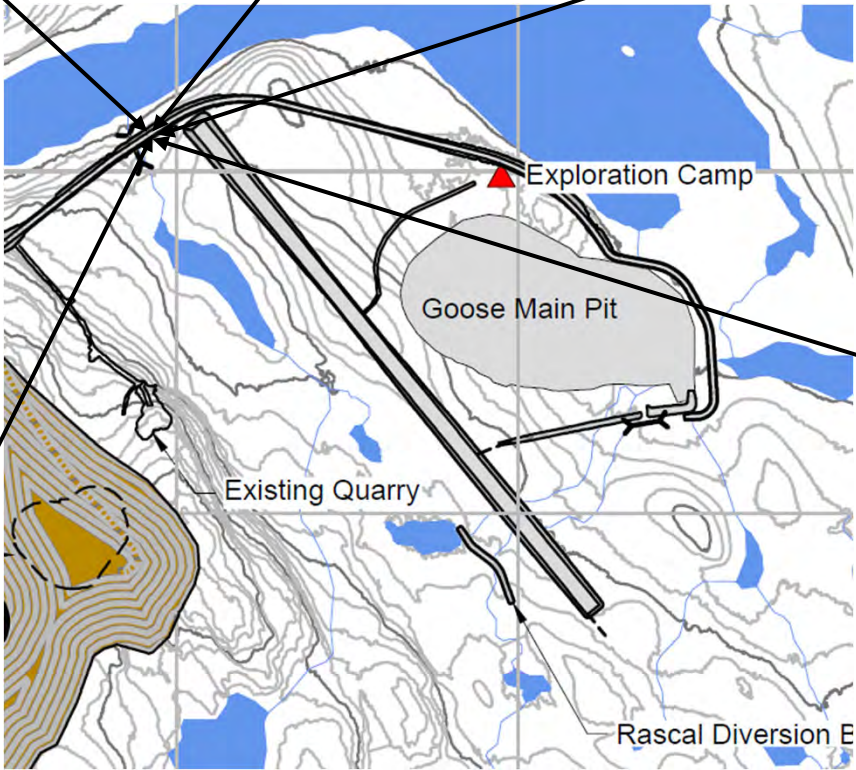 Exploration Camp
Goose Main Pit
Existing Quarry
Rascal Diversion B